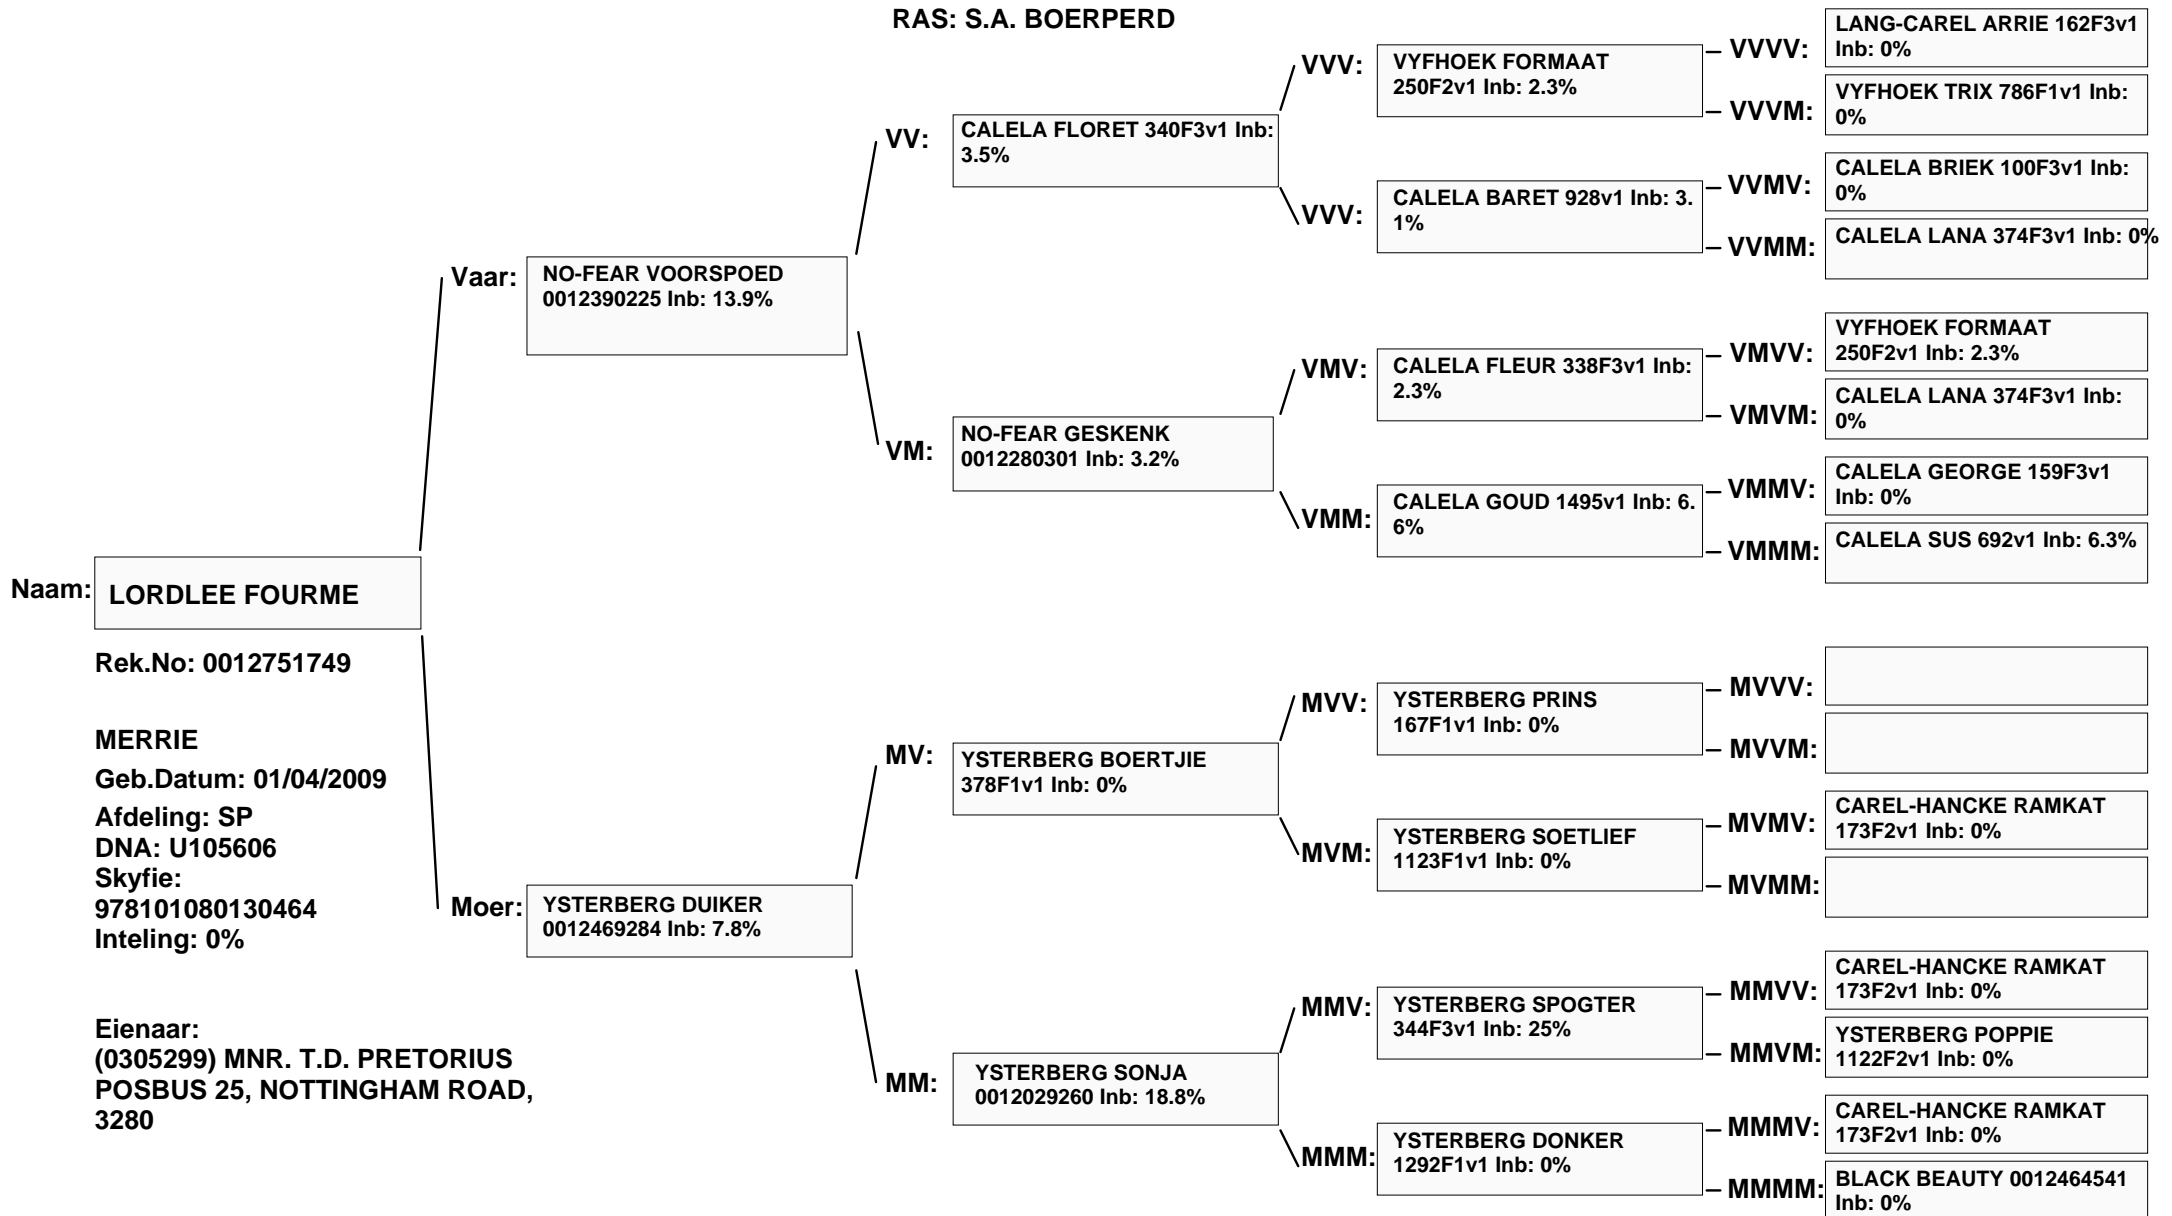 RAS: S.A. BOERPERD
Naam:
LORDLEE FOURME
Rek.No: 0012751749
MERRIE
Geb.Datum: 01/04/2009
Afdeling: SP
DNA: U105606
Skyfie:
978101080130464
Inteling: 0%
Eienaar:
(0305299) MNR. T.D. PRETORIUS
POSBUS 25, NOTTINGHAM ROAD,
3280
Vaar:
NO-FEAR VOORSPOED
0012390225 Inb: 13.9%
Moer:
YSTERBERG DUIKER
0012469284 Inb: 7.8%
VV:
CALELA FLORET 340F3v1 Inb:
3.5%
VM:
NO-FEAR GESKENK
0012280301 Inb: 3.2%
MV:
YSTERBERG BOERTJIE
378F1v1 Inb: 0%
MM:
YSTERBERG SONJA
0012029260 Inb: 18.8%
VVV:
VYFHOEK FORMAAT
250F2v1 Inb: 2.3%
VVV:
CALELA BARET 928v1 Inb: 3.
1%
VMV:
CALELA FLEUR 338F3v1 Inb:
2.3%
VMM:
CALELA GOUD 1495v1 Inb: 6.
6%
MVV:
YSTERBERG PRINS
167F1v1 Inb: 0%
MVM:
YSTERBERG SOETLIEF
1123F1v1 Inb: 0%
MMV:
YSTERBERG SPOGTER
344F3v1 Inb: 25%
MMM:
YSTERBERG DONKER
1292F1v1 Inb: 0%
VVVV:
LANG-CAREL ARRIE 162F3v1
Inb: 0%
VVVM:
VYFHOEK TRIX 786F1v1 Inb:
0%
VVMV:
CALELA BRIEK 100F3v1 Inb:
0%
VVMM:
CALELA LANA 374F3v1 Inb: 0%
VMVV:
VYFHOEK FORMAAT
250F2v1 Inb: 2.3%
VMVM:
CALELA LANA 374F3v1 Inb:
0%
VMMV:
CALELA GEORGE 159F3v1
Inb: 0%
VMMM:
CALELA SUS 692v1 Inb: 6.3%
MVVV:
MVVM:
MVMV:
CAREL-HANCKE RAMKAT
173F2v1 Inb: 0%
MVMM:
MMVV:
CAREL-HANCKE RAMKAT
173F2v1 Inb: 0%
MMVM:
YSTERBERG POPPIE
1122F2v1 Inb: 0%
MMMV:
CAREL-HANCKE RAMKAT
173F2v1 Inb: 0%
MMMM:
BLACK BEAUTY 0012464541
Inb: 0%